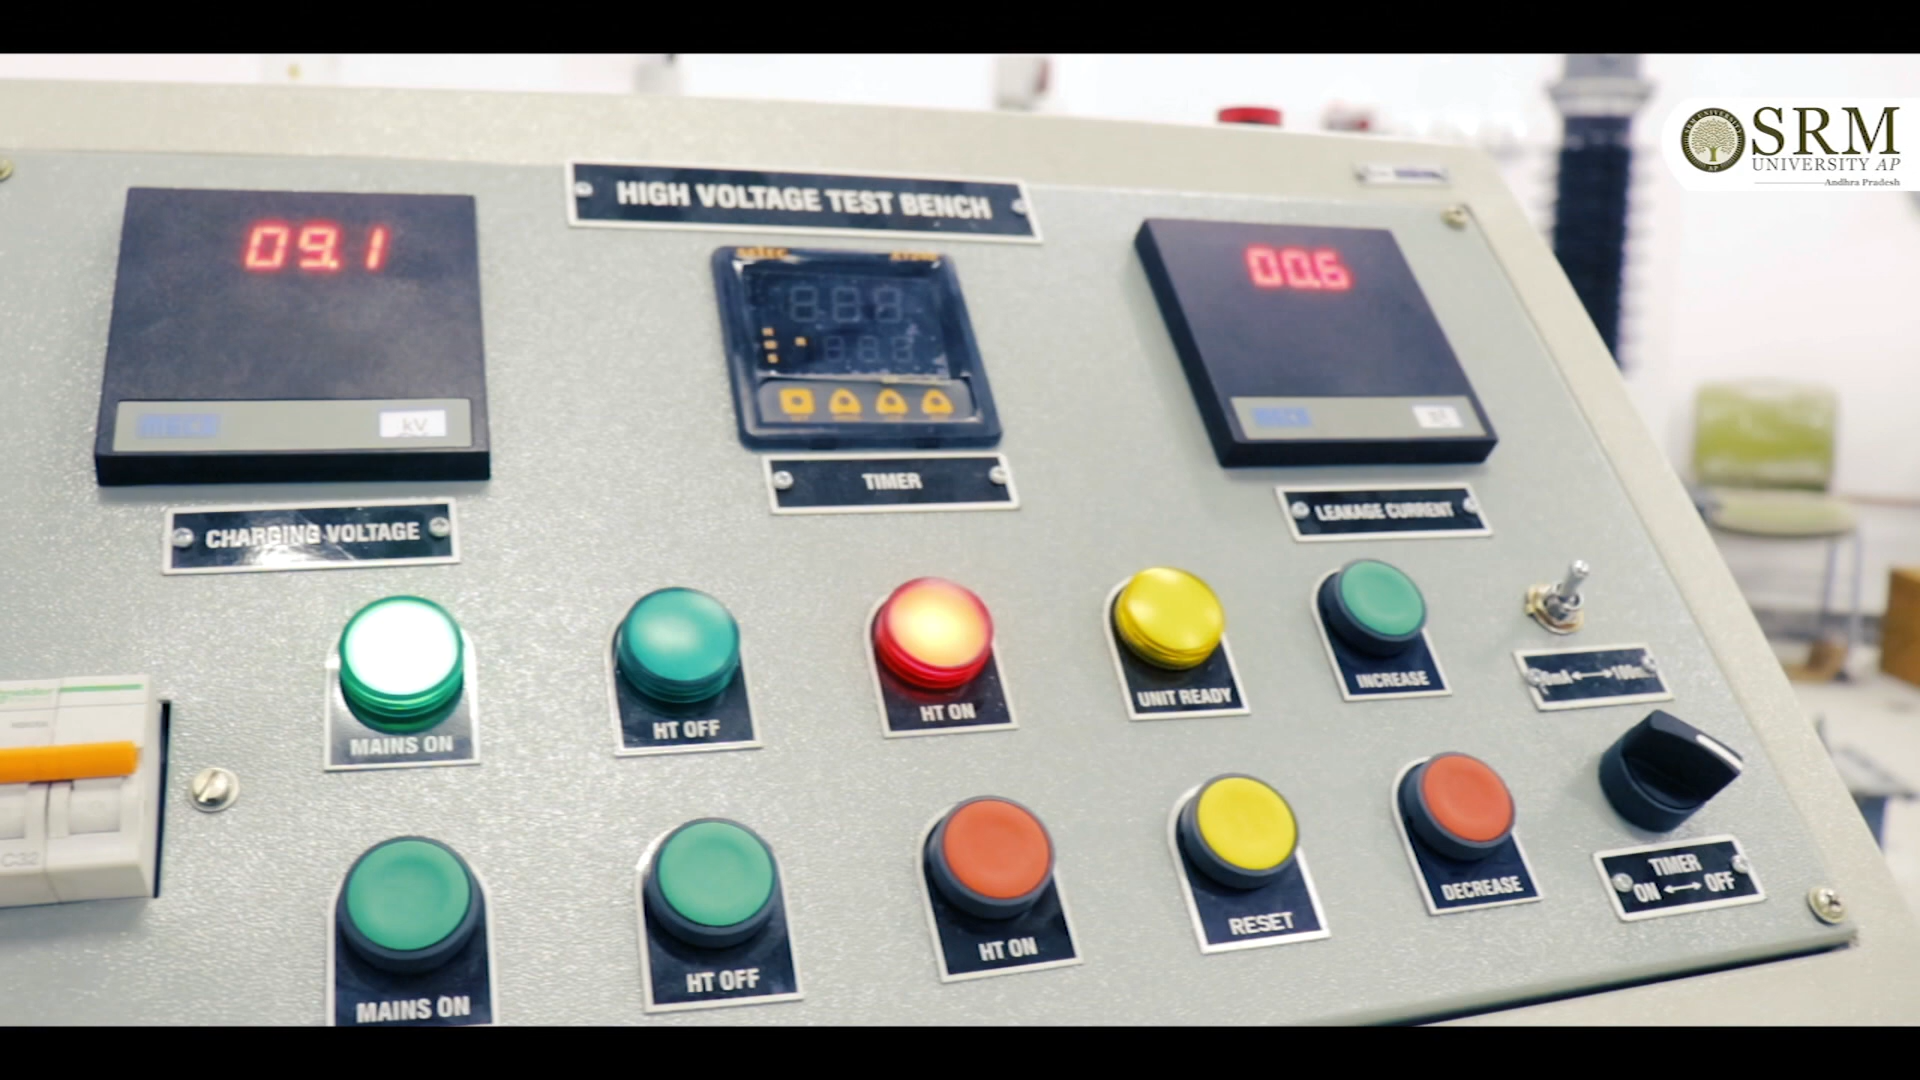 SRM
UNIVERSITY AP
Andhra Pradesh
HIGH VOLTAGE TEST BENCH
09.1
00.6
kV
TIMER
CHARGING VOLTAGE
LEAKAGE CURRENT
MAINS ON
HT OFF
HT ON
UNIT READY
INCREASE
C32
MAINS ON
HT OFF
HT ON
RESET
DECREASE
TIMER
ON OFF